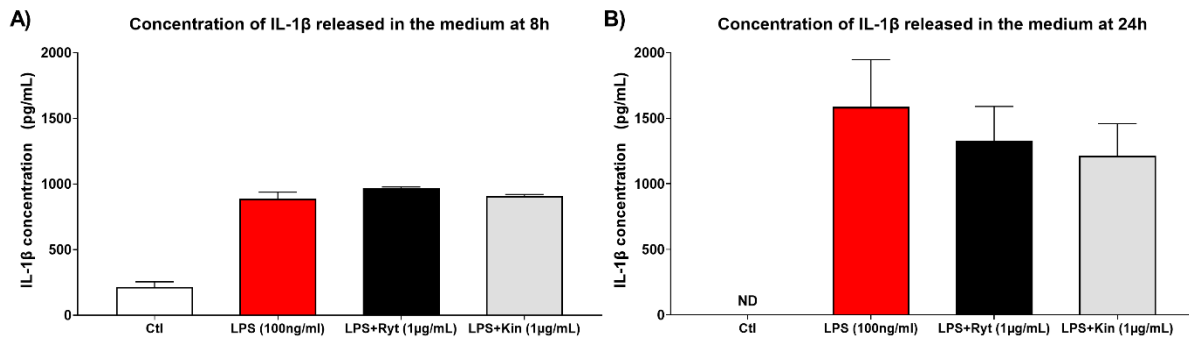 A)
Concentration of IL-1β released in the medium at 8h
IL-1β concentration (pg/mL)
2000
1500
1000
500
0
Ctl
LPS (100ng/ml)
LPS+Ryt (1µg/mL)
LPS+Kin (1µg/mL)
B)
Concentration of IL-1β released in the medium at 24h
IL-1β concentration (pg/mL)
2000
1500
1000
500
0
ND
Ctl
LPS (100ng/ml)
LPS+Ryt (1µg/mL)
LPS+Kin (1µg/mL)